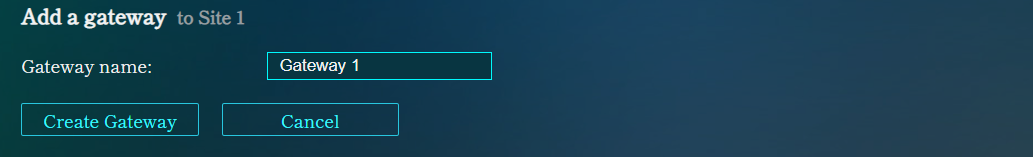 Add a gateway to Site 1
Gateway name: Gateway 1
Create Gateway Cancel